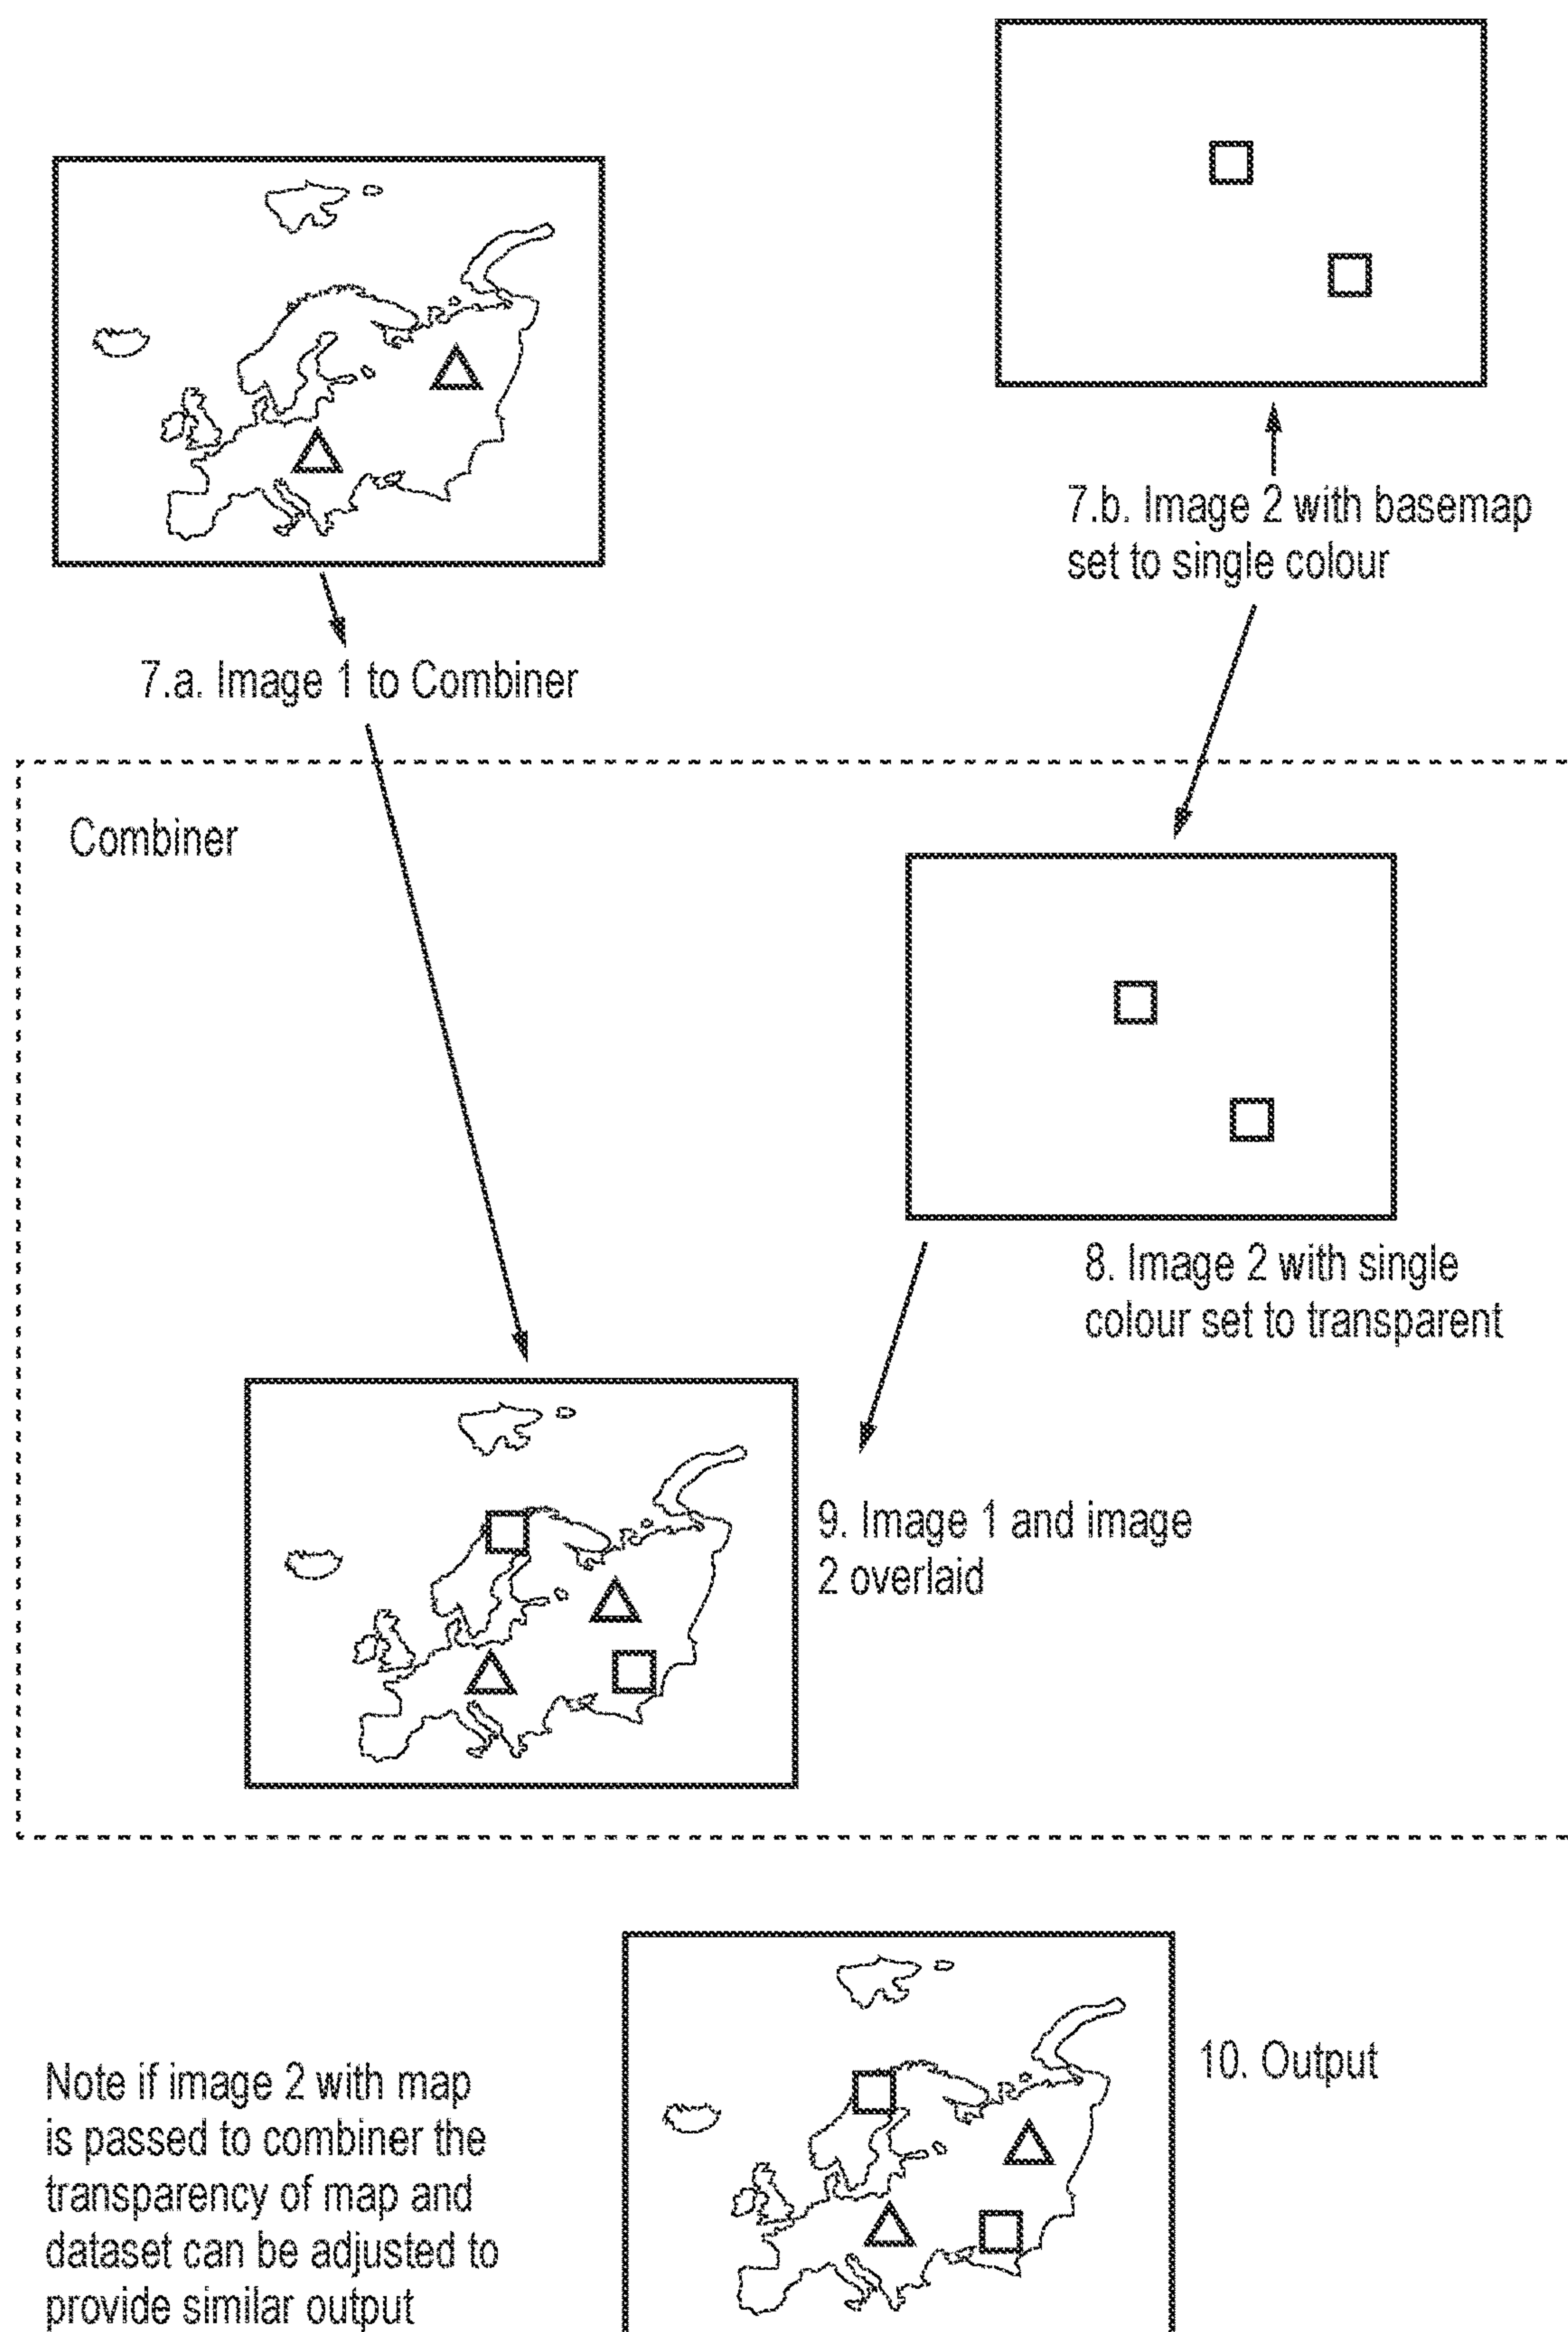 7.b. Image 2 with basemap
set to single colour
7.a. Image 1 to Combiner
Combiner
8. Image 2 with single
colour set to transparent
9. Image 1 and image
2 overlaid
10. Output
Note if image 2 with map
is passed to combiner the
transparency of map and
dataset can be adjusted to
provide similar output